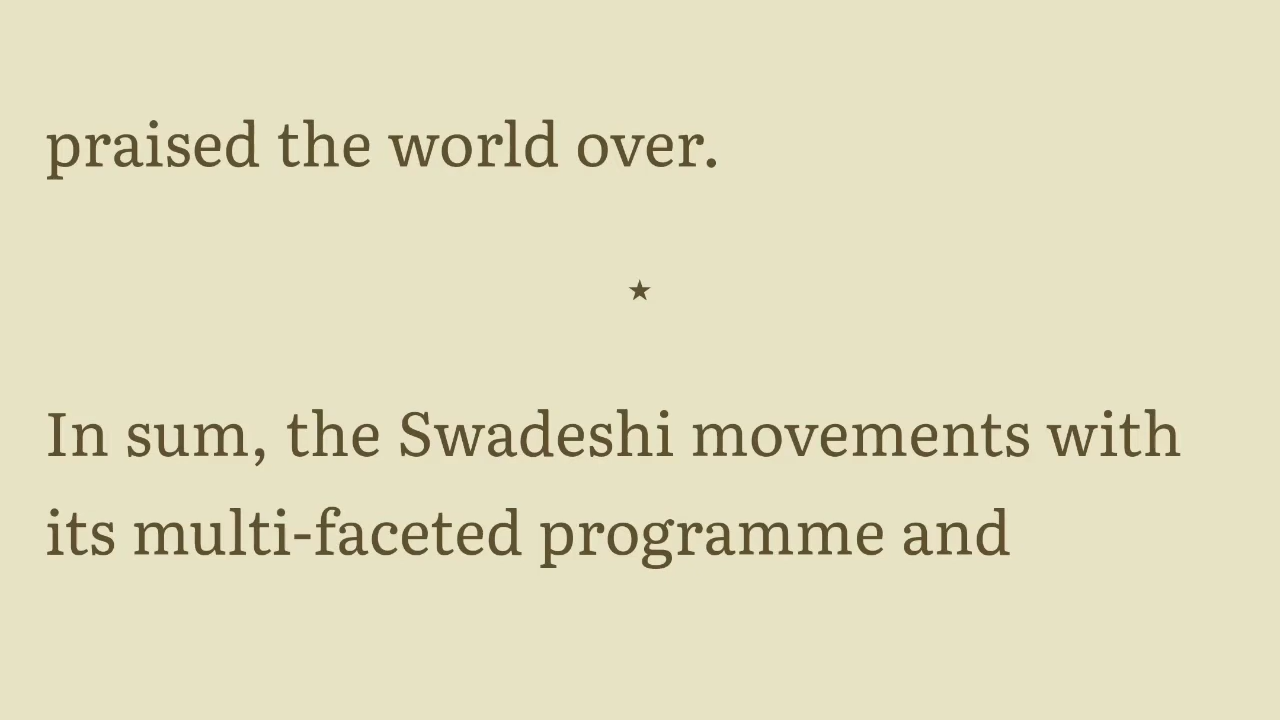 praised the world over.
★
In sum, the Swadeshi movements with
its multi-faceted programme and